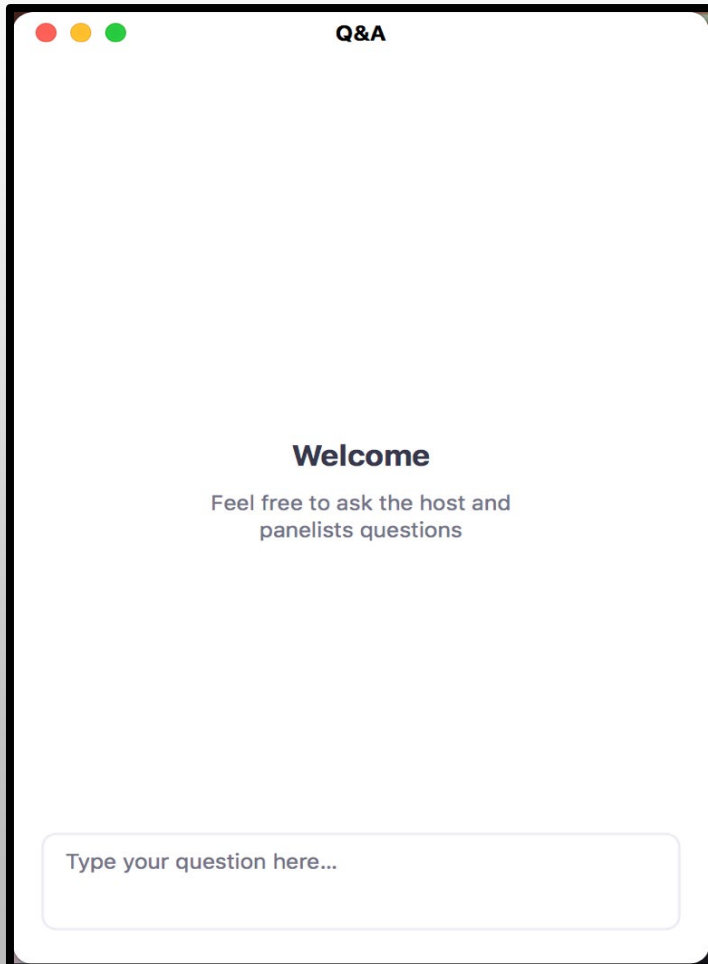 Q&A
Welcome
Feel free to ask the host and
panelists questions
Type your question here...